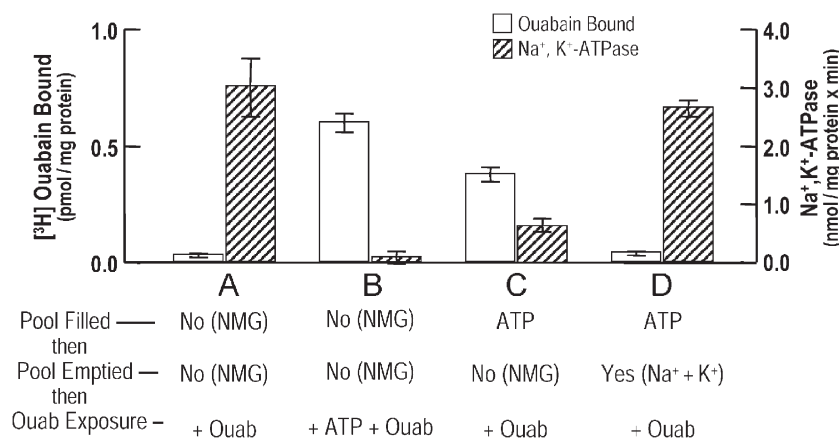 Ouabain Bound
Na⁺, K⁺-ATPase
[³H] Ouabain Bound
(pmol / mg protein)
1.0
0.5
0.0
4.0
3.0
2.0
1.0
0.0
Na⁺,K⁺-ATPase
(nmol / mg protein x min)
A B C D
Pool Filled — No (NMG) No (NMG) ATP ATP
then
Pool Emptied — No (NMG) No (NMG) No (NMG) Yes (Na⁺ + K⁺)
then
Ouab Exposure – + Ouab + ATP + Ouab + Ouab + Ouab